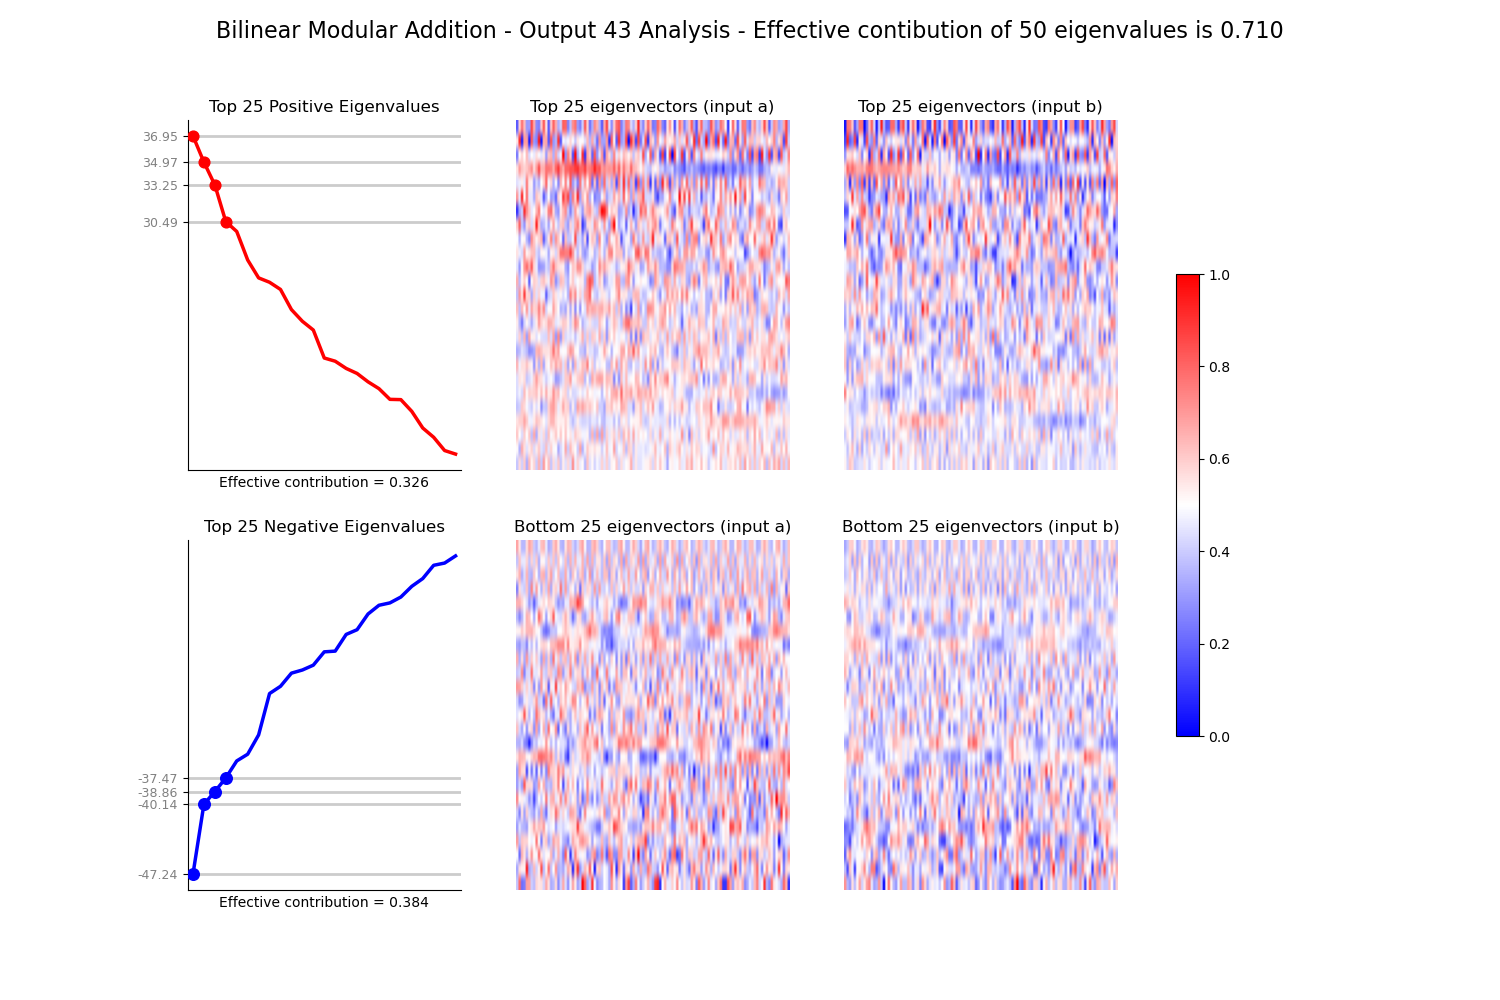 Bilinear Modular Addition - Output 43 Analysis - Effective contibution of 50 eigenvalues is 0.710
Top 25 Positive Eigenvalues
36.95
34.97
33.25
30.49
Effective contribution = 0.326
Top 25 eigenvectors (input a)
Top 25 eigenvectors (input b)
Top 25 Negative Eigenvalues
-37.47
-38.86
-40.14
-47.24
Effective contribution = 0.384
Bottom 25 eigenvectors (input a)
Bottom 25 eigenvectors (input b)
1.0
0.8
0.6
0.4
0.2
0.0